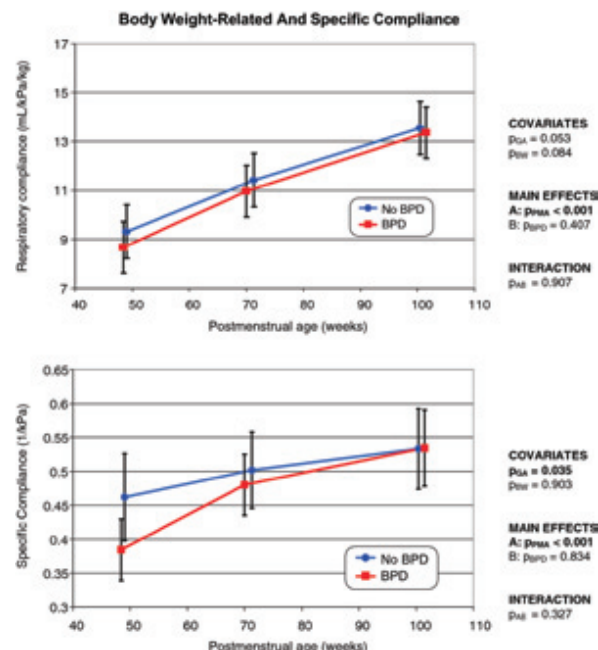 Body Weight-Related And Specific Compliance
Respiratory compliance (mL/kPa/kg)
17
15
13
11
9
7
40
50
60
70
80
90
100
110
Postmenstrual age (weeks)
No BPD
BPD
COVARIATES
pGA = 0.053
pBW = 0.084
MAIN EFFECTS
A: pPMA < 0.001
B: pBPD = 0.407
INTERACTION
pAB = 0.907
Specific Compliance (1/kPa)
0.65
0.6
0.55
0.5
0.45
0.4
0.35
0.3
40
50
60
70
80
90
100
110
Postmenstrual age (weeks)
No BPD
BPD
COVARIATES
pGA = 0.035
pBW = 0.903
MAIN EFFECTS
A: pPMA < 0.001
B: pBPD = 0.834
INTERACTION
pAB = 0.327